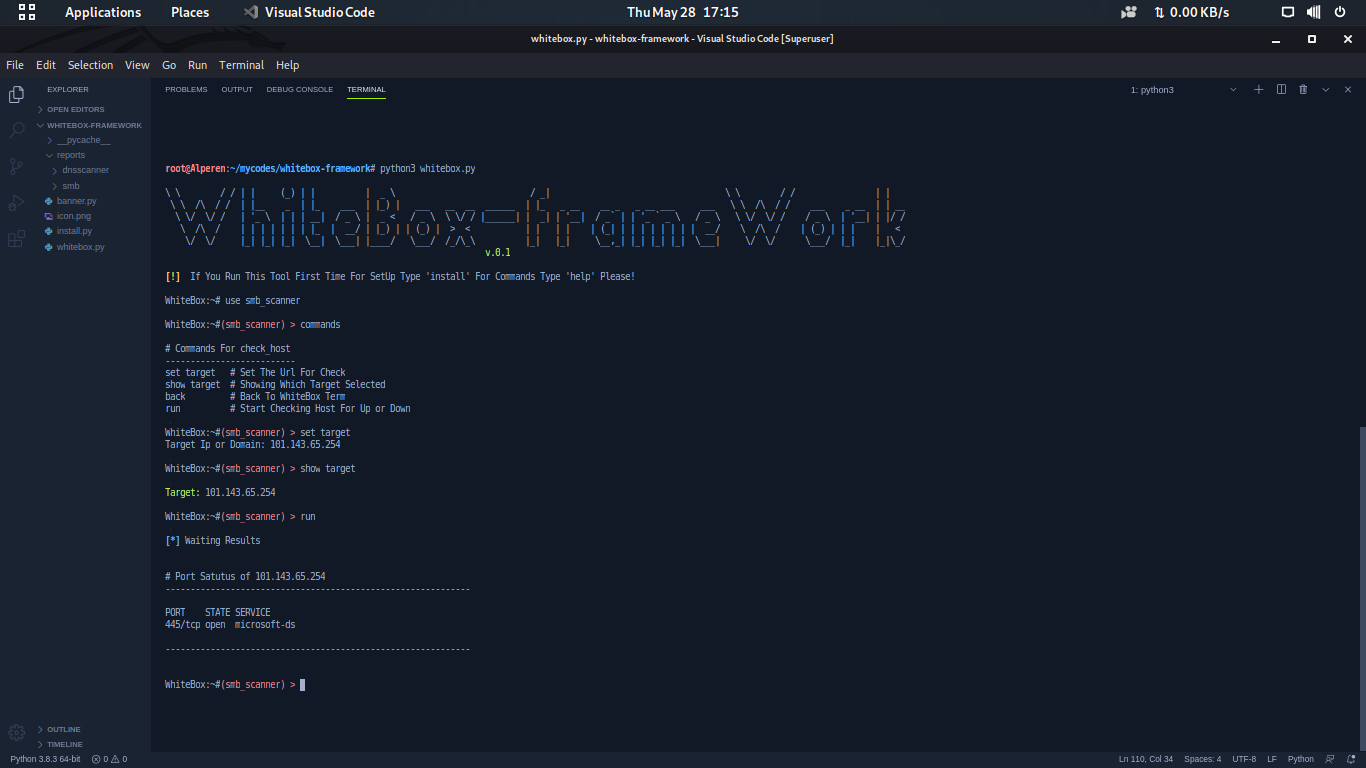 Applications Places Visual Studio Code Thu May 28 17:15 0.00 KB/s
whitebox.py - whitebox-framework - Visual Studio Code [Superuser]
File Edit Selection View Go Run Terminal Help
EXPLORER
OPEN EDITORS
WHITEBOX-FRAMEWORK
__pycache__
reports
dnsscanner
smb
banner.py
icon.png
install.py
whitebox.py
OUTLINE
TIMELINE
PROBLEMS OUTPUT DEBUG CONSOLE TERMINAL 1: python3
root@Alperen:~/mycodes/whitebox-framework# python3 whitebox.py
WhiteBox-frameWork
v.0.1
[!] If You Run This Tool First Time For SetUp Type 'install' For Commands Type 'help' Please!
WhiteBox:~# use smb_scanner
WhiteBox:~#(smb_scanner) > commands
# Commands For check_host
--------------------------
set target # Set The Url For Check
show target # Showing Which Target Selected
back # Back To WhiteBox Term
run # Start Checking Host For Up or Down
WhiteBox:~#(smb_scanner) > set target
Target Ip or Domain: 101.143.65.254
WhiteBox:~#(smb_scanner) > show target
Target: 101.143.65.254
WhiteBox:~#(smb_scanner) > run
[*] Waiting Results
# Port Satutus of 101.143.65.254
-------------------------------------------------------------
PORT STATE SERVICE
445/tcp open microsoft-ds
-------------------------------------------------------------
WhiteBox:~#(smb_scanner) >
Python 3.8.3 64-bit 0 0 Ln 110, Col 34 Spaces: 4 UTF-8 LF Python